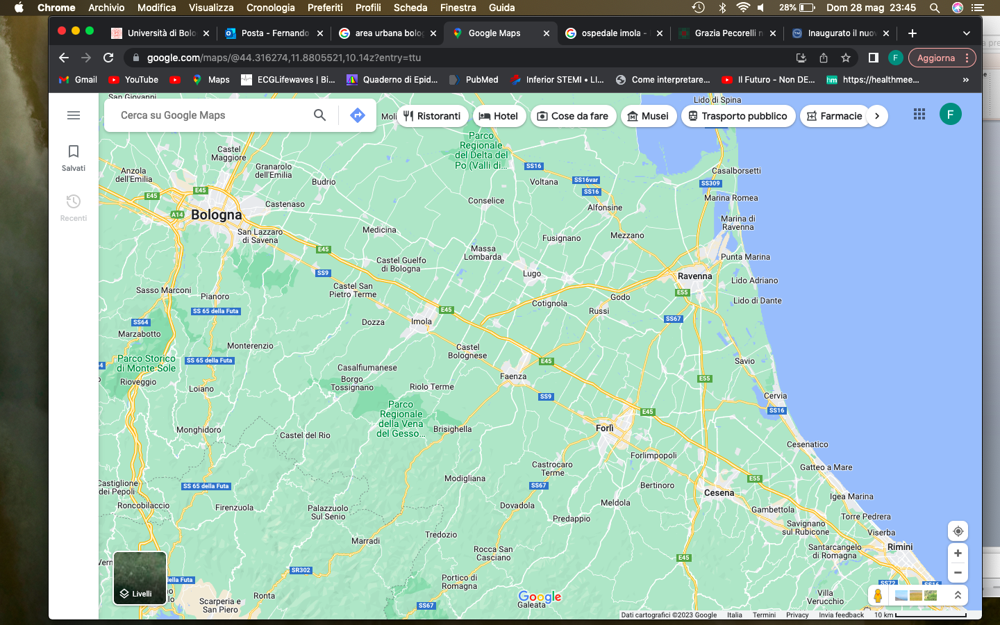 Chrome Archivio Modifica Visualizza Cronologia Preferiti Profili Scheda Finestra Guida 28% Dom 28 mag 23:45
Università di Bolo Posta - Fernando area urbana bolog Google Maps ospedale imola - Grazia Pecorelli n Inaugurato il nuov
google.com/maps/@44.316274,11.8805521,10.14z?entry=ttu F Aggiorna
Gmail YouTube Maps ECGLifewaves | Bi... Quaderno di Epid... PubMed Inferior STEMI • LI... Come interpretare... Il Futuro - Non DE... https://healthmee... »
Cerca su Google Maps
Ristoranti Hotel Cose da fare Musei Trasporto pubblico Farmacie
F
Salvati
Recenti
San Giovanni
Lido di Spina
Parco
Regionale
del Delta del
Po (Valli di...
Castel
Maggiore
Granarolo
dell'Emilia
Anzola
dell'Emilia
Budrio
SS16
Voltana
SS16var
SS16
Casalborsetti
SS309
E45
E45
Castenaso
Conselice
Alfonsine
Marina Romea
A14
Bologna
San Lazzaro
di Savena
Medicina
Fusignano
Mezzano
Marina di
Ravenna
E45
Massa
Lombarda
Punta Marina
Castel Guelfo
di Bologna
SS9
Lugo
Ravenna
Lido Adriano
Sasso Marconi
Pianoro
Castel San
Pietro Terme
E55
Godo
Lido di Dante
SS 65 della Futa
E45
Cotignola
Russi
SS64
Dozza
Imola
SS67
Marzabotto
Monterenzio
Castel
Bolognese
Parco Storico
di Monte Sole
SS 65 della Futa
E45
Savio
Casalfiumanese
Faenza
Rioveggio
Borgo
Tossignano
Riolo Terme
E55
Loiano
SS9
Cervia
SS16
Parco
Regionale
della Vena
del Gesso...
E45
Monghidoro
Castel del Rio
Brisighella
Forlì
Cesenatico
Forlimpopoli
Castrocaro
Terme
Gatteo a Mare
Castiglione
dei Pepoli
SS 65 della Futa
Modigliana
SS67
Bertinoro
E55
Cesena
Igea Marina
Roncobilaccio
Firenzuola
Palazzuolo
Sul Senio
Dovadola
Meldola
Gambettola
Predappio
Torre Pedrera
Savignano
sul Rubicone
Viserba
Marradi
Tredozio
Rocca San
Casciano
Santarcangelo
di Romagna
Rimini
E45
SR302
Portico di
Romagna
SS72
SS16
Livelli
della Futa
Scarperia e
San Piero
Ronta
SS67
Google
Galeata
Villa
Verucchio
Dati cartografici ©2023 Google Italia Termini Privacy Invia feedback 10 km